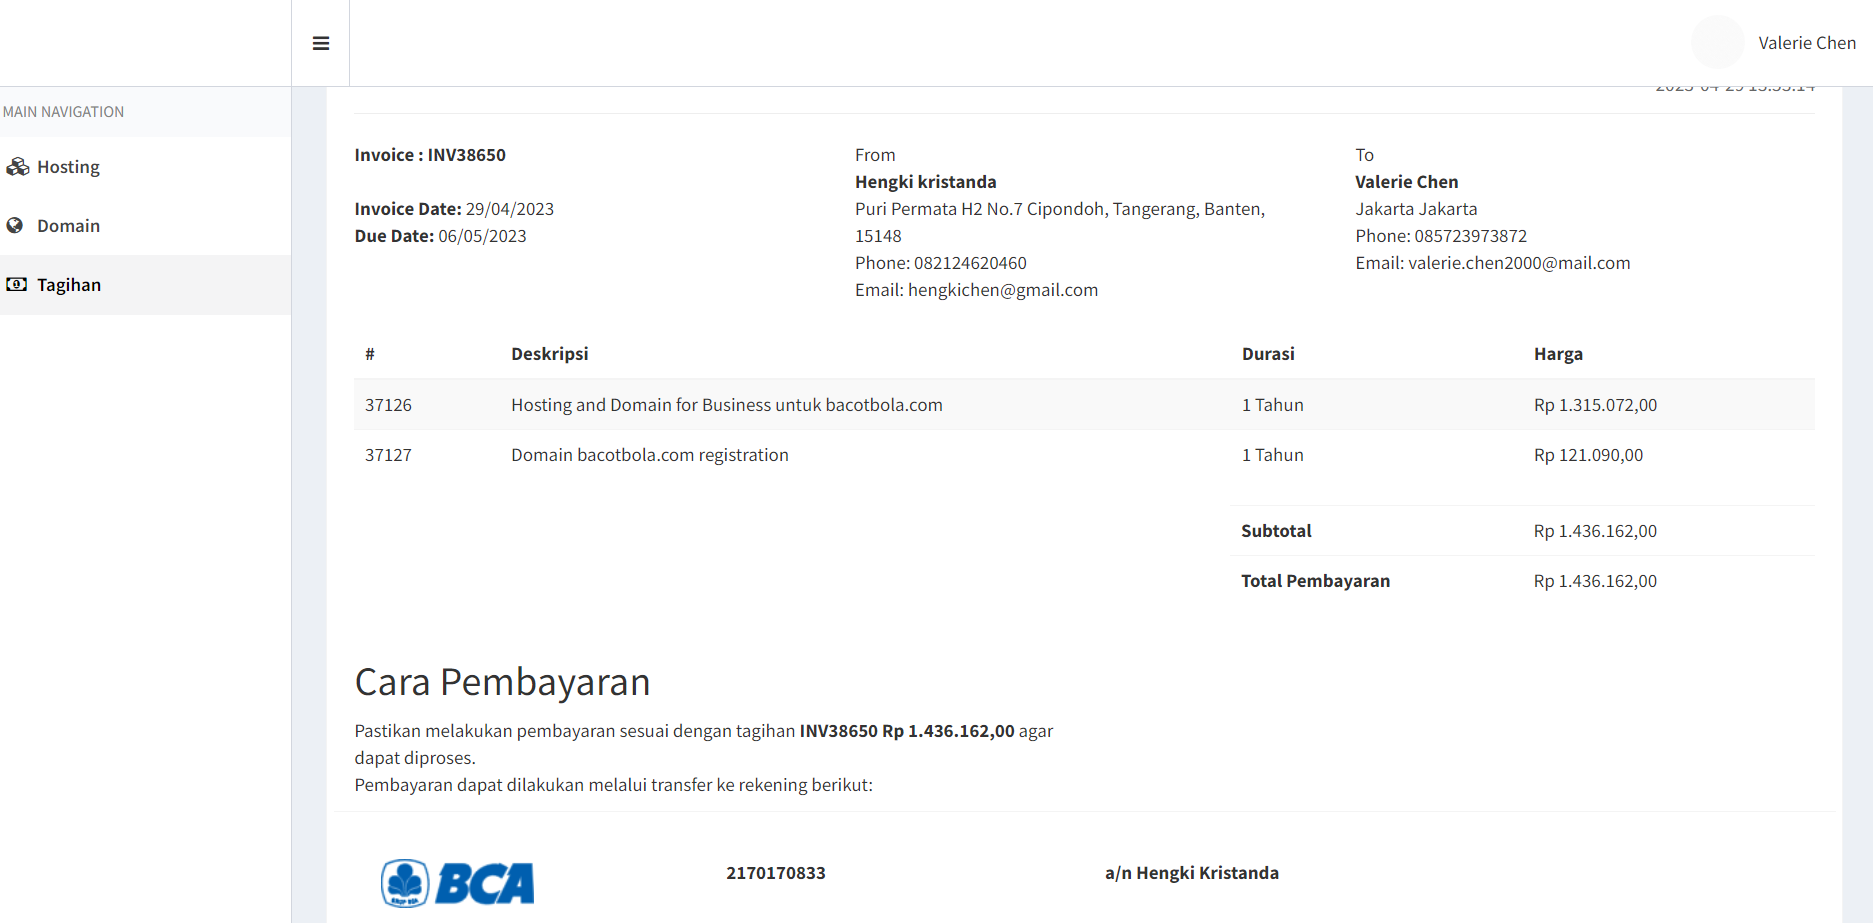 Valerie Chen
MAIN NAVIGATION
Hosting
Domain
Tagihan
Invoice : INV38650
Invoice Date: 29/04/2023
Due Date: 06/05/2023
From
Hengki kristanda
Puri Permata H2 No.7 Cipondoh, Tangerang, Banten,
15148
Phone: 082124620460
Email: hengkichen@gmail.com
To
Valerie Chen
Jakarta Jakarta
Phone: 085723973872
Email: valerie.chen2000@mail.com
# Deskripsi Durasi Harga
37126 Hosting and Domain for Business untuk bacotbola.com 1 Tahun Rp 1.315.072,00
37127 Domain bacotbola.com registration 1 Tahun Rp 121.090,00
Subtotal Rp 1.436.162,00
Total Pembayaran Rp 1.436.162,00
Cara Pembayaran
Pastikan melakukan pembayaran sesuai dengan tagihan INV38650 Rp 1.436.162,00 agar
dapat diproses.
Pembayaran dapat dilakukan melalui transfer ke rekening berikut:
BCA 2170170833 a/n Hengki Kristanda